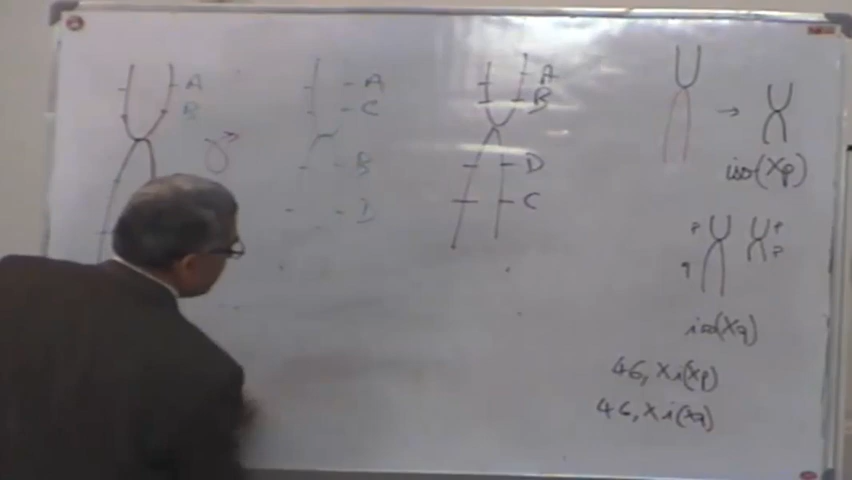 A
B
A
C
B
D
A
B
D
C
iso(Xp)
P
q
P
P
iso(Xq)
46, X i(Xp)
46, X i(Xq)